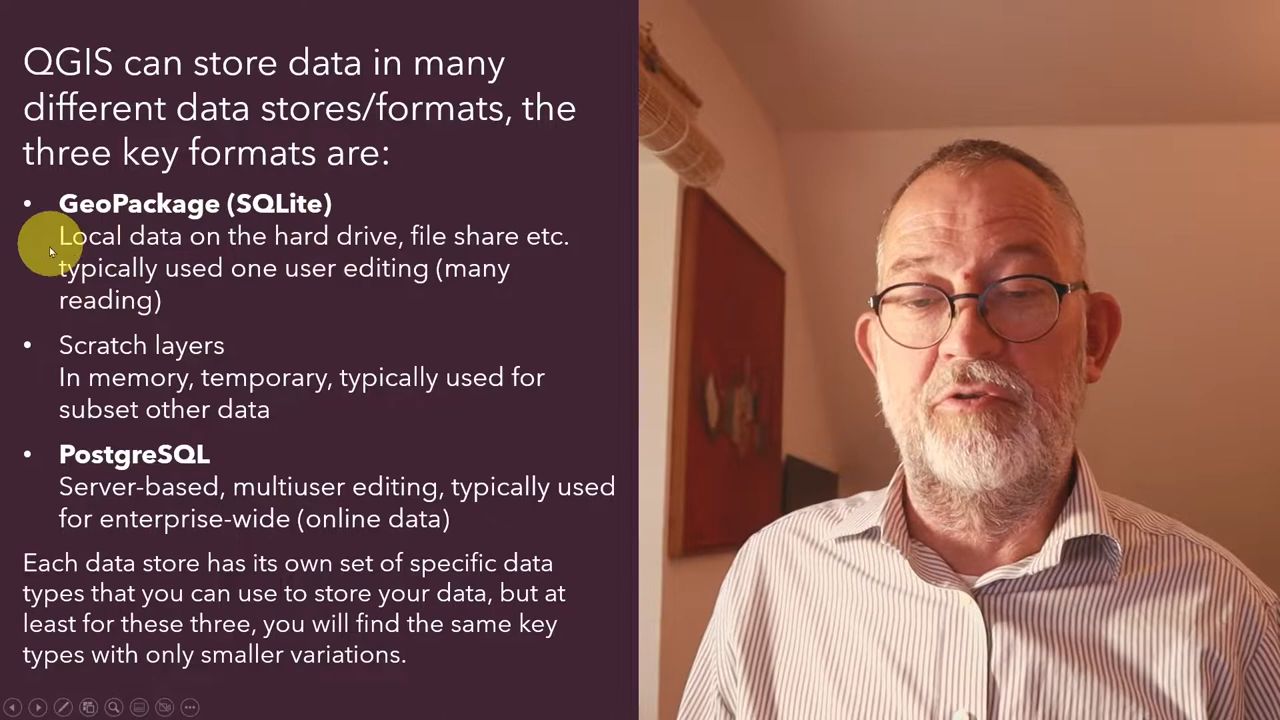 QGIS can store data in many
different data stores/formats, the
three key formats are:
• GeoPackage (SQLite)
Local data on the hard drive, file share etc.
typically used one user editing (many
reading)
• Scratch layers
In memory, temporary, typically used for
subset other data
• PostgreSQL
Server-based, multiuser editing, typically used
for enterprise-wide (online data)
Each data store has its own set of specific data
types that you can use to store your data, but at
least for these three, you will find the same key
types with only smaller variations.